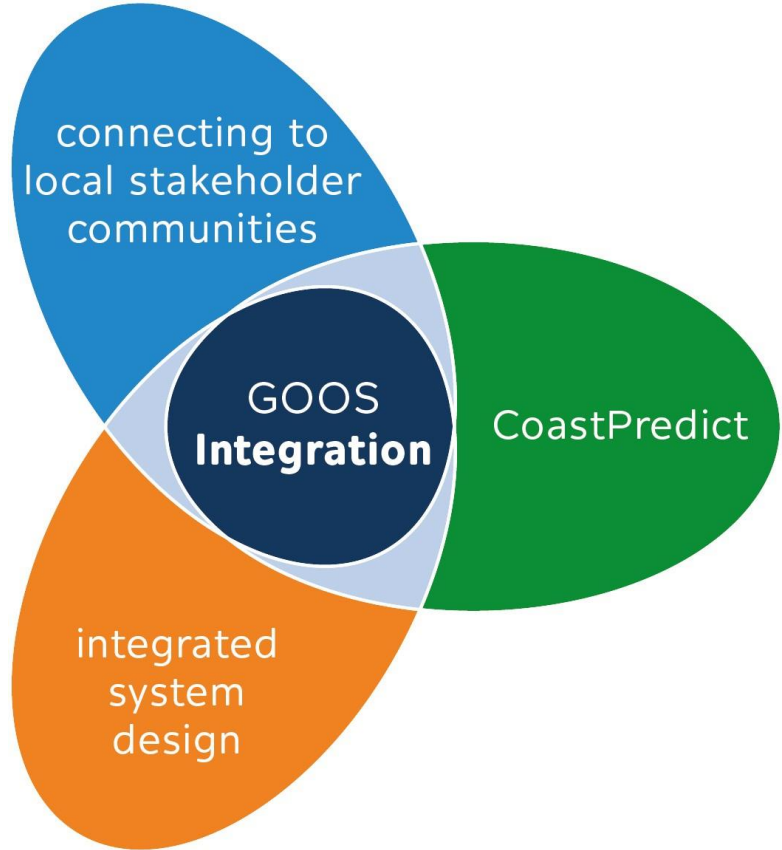 connecting to
local stakeholder
communities
GOOS
Integration
CoastPredict
integrated
system
design